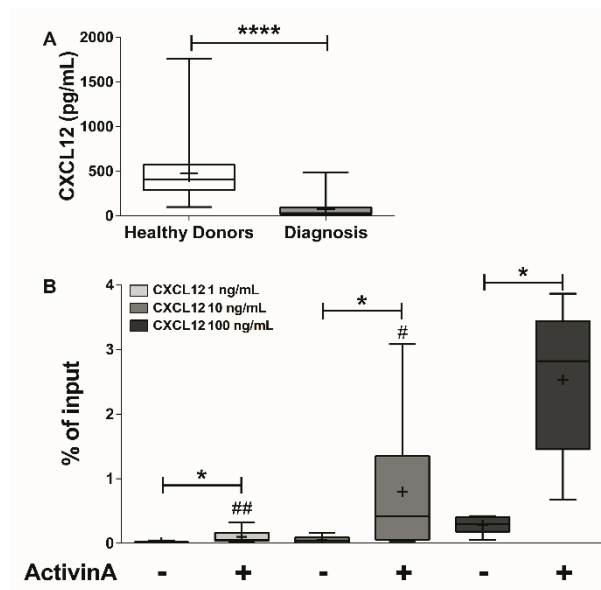 A
CXCL12 (pg/mL)
2000
1500
1000
500
0
****
Healthy Donors
Diagnosis
B
% of input
4
3
2
1
0
CXCL12 1 ng/mL
CXCL12 10 ng/mL
CXCL12 100 ng/mL
*
##
*
#
*
ActivinA - + - + - +